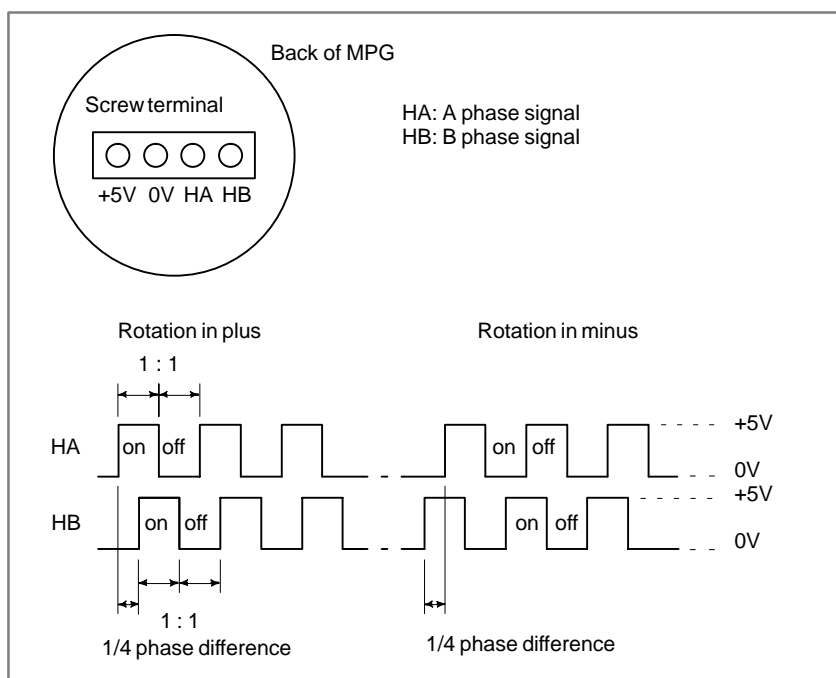 Back of MPG
Screw terminal
+5V 0V HA HB
HA: A phase signal
HB: B phase signal
Rotation in plus
Rotation in minus
1 : 1
HA
on off
on off
+5V
0V
HB
on off
on off
+5V
0V
1 : 1
1/4 phase difference
1/4 phase difference